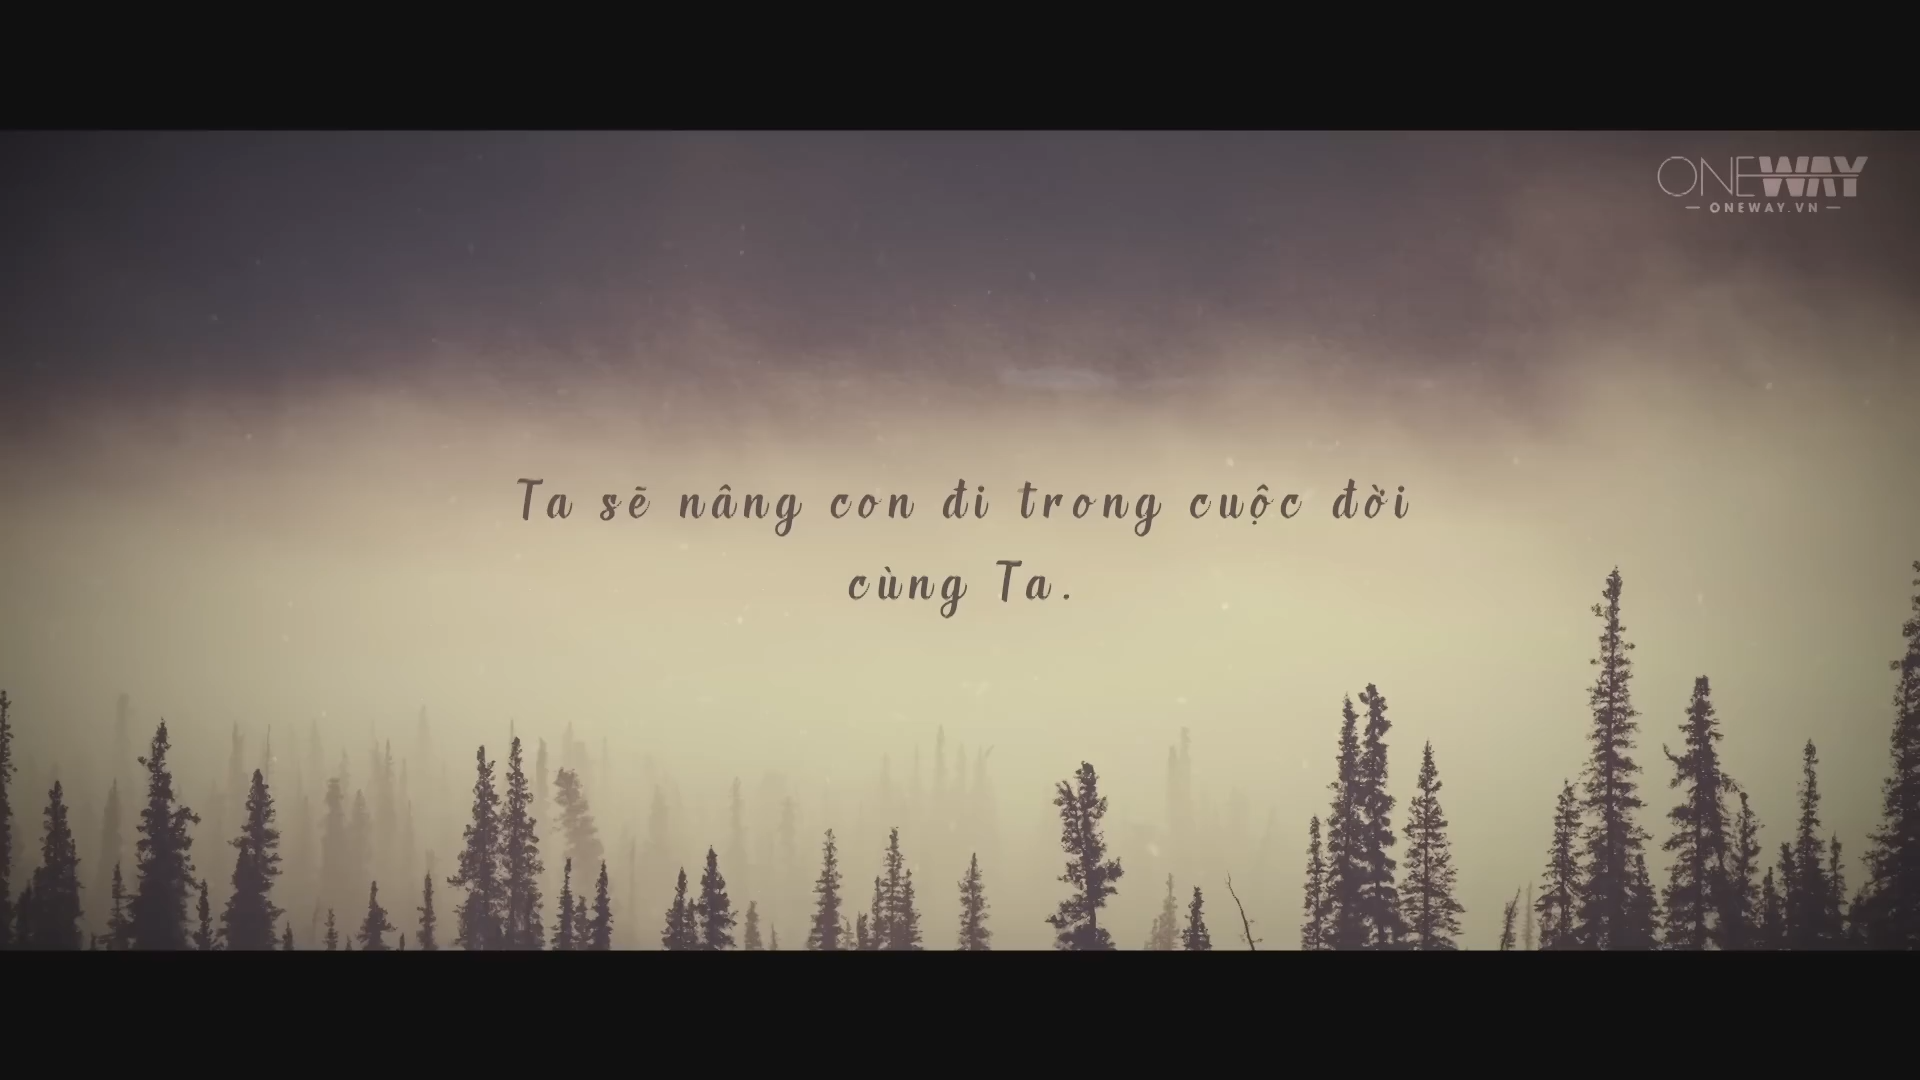 ONEWAY
ONEWAY.VN
Ta sẽ nâng con đi trong cuộc đời
cùng Ta.